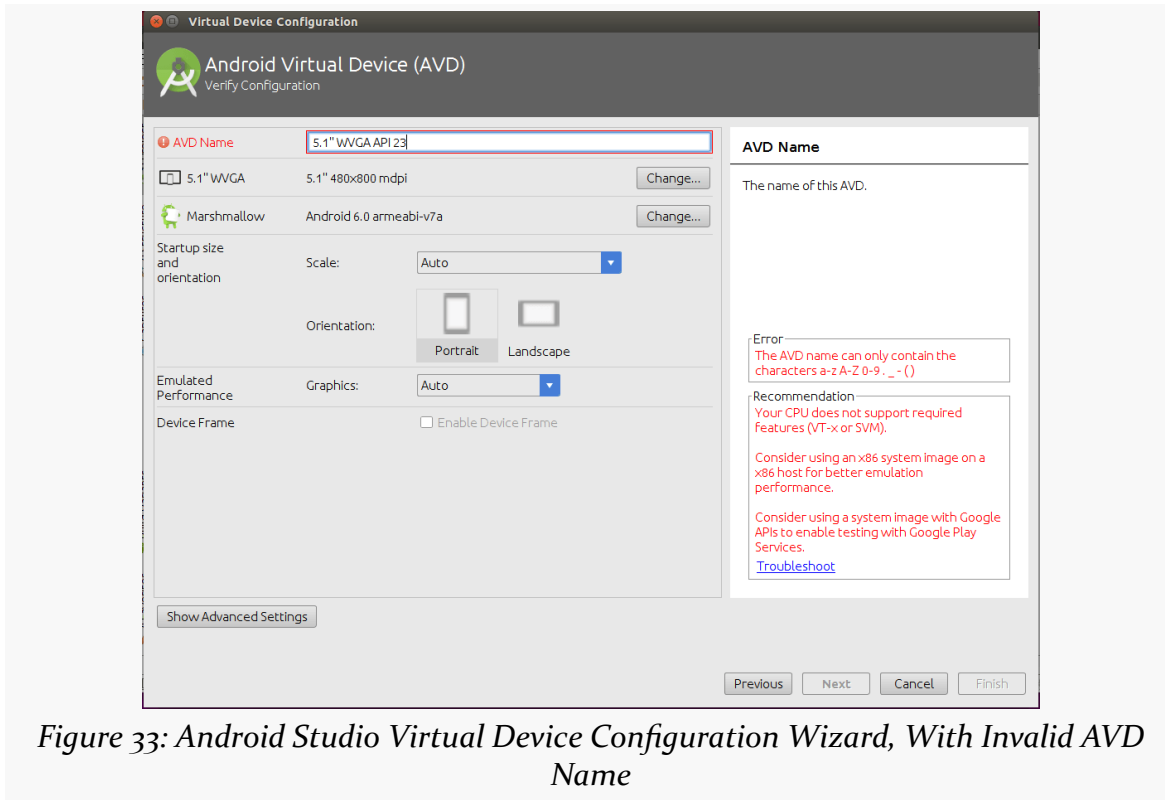 Virtual Device Configuration
Android Virtual Device (AVD)
Verify Configuration
AVD Name
5.1" WVGA API 23
5.1" WVGA
5.1" 480x800 mdpi
Change...
Marshmallow
Android 6.0 armeabi-v7a
Change...
Startup size
and
orientation
Scale:
Auto
Orientation:
Portrait
Landscape
Emulated
Performance
Graphics:
Auto
Device Frame
Enable Device Frame
Show Advanced Settings
AVD Name
The name of this AVD.
Error
The AVD name can only contain the
characters a-z A-Z 0-9 . _ - ( )
Recommendation
Your CPU does not support required
features (VT-x or SVM).
Consider using an x86 system image on a
x86 host for better emulation
performance.
Consider using a system image with Google
APIs to enable testing with Google Play
Services.
Troubleshoot
Previous
Next
Cancel
Finish
Figure 33: Android Studio Virtual Device Configuration Wizard, With Invalid AVD
Name